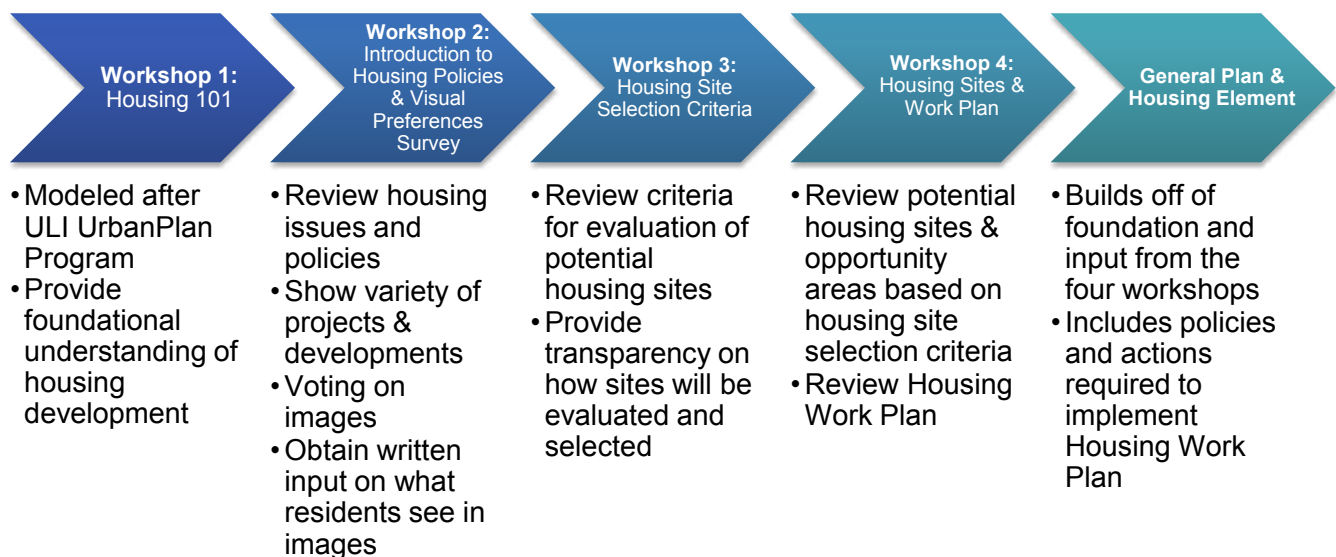 Workshop 1:
Housing 101
Workshop 2:
Introduction to
Housing Policies
& Visual
Preferences
Survey
Workshop 3:
Housing Site
Selection Criteria
Workshop 4:
Housing Sites &
Work Plan
General Plan &
Housing Element
• Modeled after
ULI UrbanPlan
Program
• Provide
foundational
understanding of
housing
development
• Review housing
issues and
policies
• Show variety of
projects &
developments
• Voting on
images
• Obtain written
input on what
residents see in
images
• Review criteria
for evaluation of
potential
housing sites
• Provide
transparency on
how sites will be
evaluated and
selected
• Review potential
housing sites &
opportunity
areas based on
housing site
selection criteria
• Review Housing
Work Plan
• Builds off of
foundation and
input from the
four workshops
• Includes policies
and actions
required to
implement
Housing Work
Plan